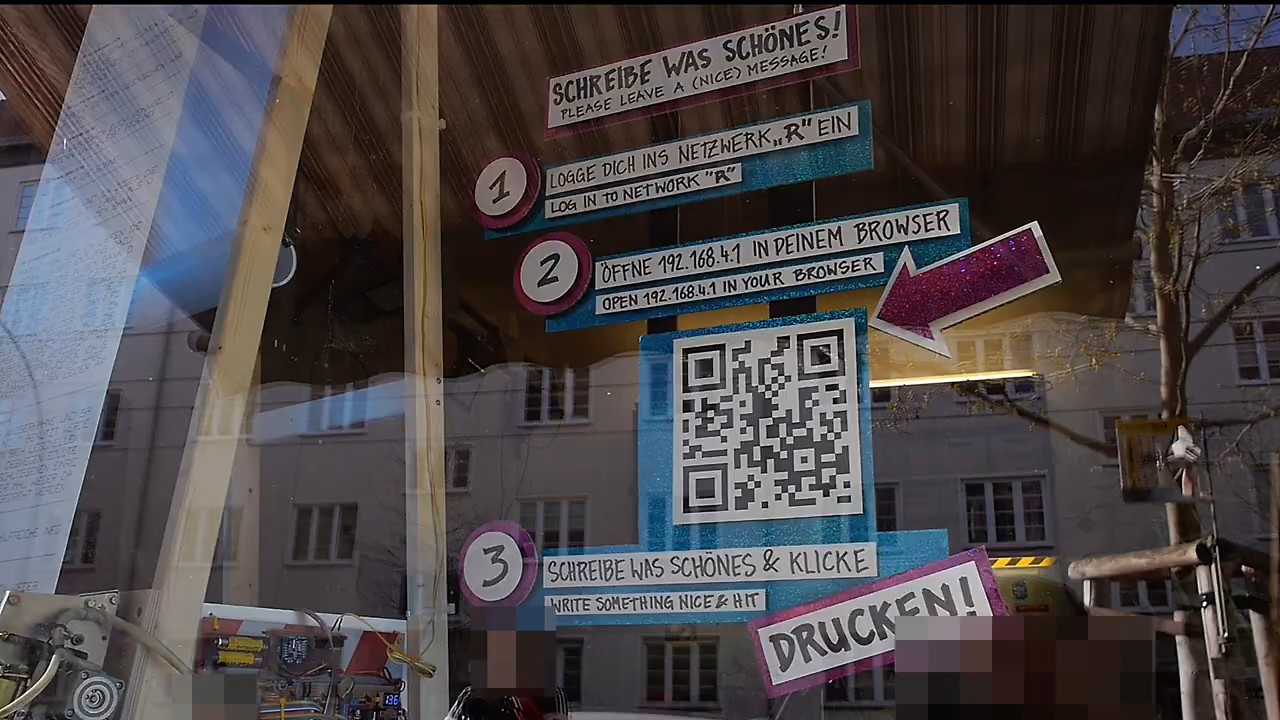 SCHREIBE WAS SCHÖNES!
PLEASE LEAVE A (NICE) MESSAGE!
1
LOGGE DICH INS NETZWERK „R" EIN
LOG IN TO NETWORK "R"
2
ÖFFNE 192.168.4.1 IN DEINEM BROWSER
OPEN 192.168.4.1 IN YOUR BROWSER
3
SCHREIBE WAS SCHÖNES & KLICKE
WRITE SOMETHING NICE & HIT
DRUCKEN!